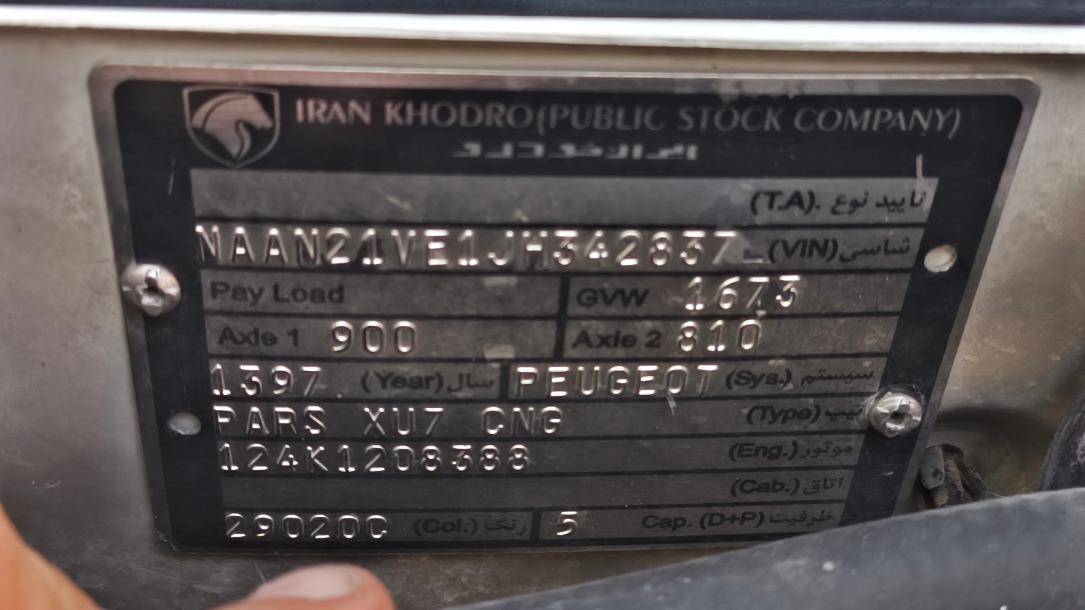 IRAN KHODRO (PUBLIC STOCK COMPANY)
ایران خودرو
تایید نوع (T.A.)
NAAN21VE1JH342837 شاسی (VIN)
Pay Load GVW 1673
Axle 1 900 Axle 2 810
1397 سال (Year) PEUGEOT سیستم (Sys.)
PARS XU7 CNG تیپ (Type)
124K1208388 موتور (Eng.)
اتاق (Cab.)
29020C رنگ (Col.) 5 ظرفیت Cap. (D+P)